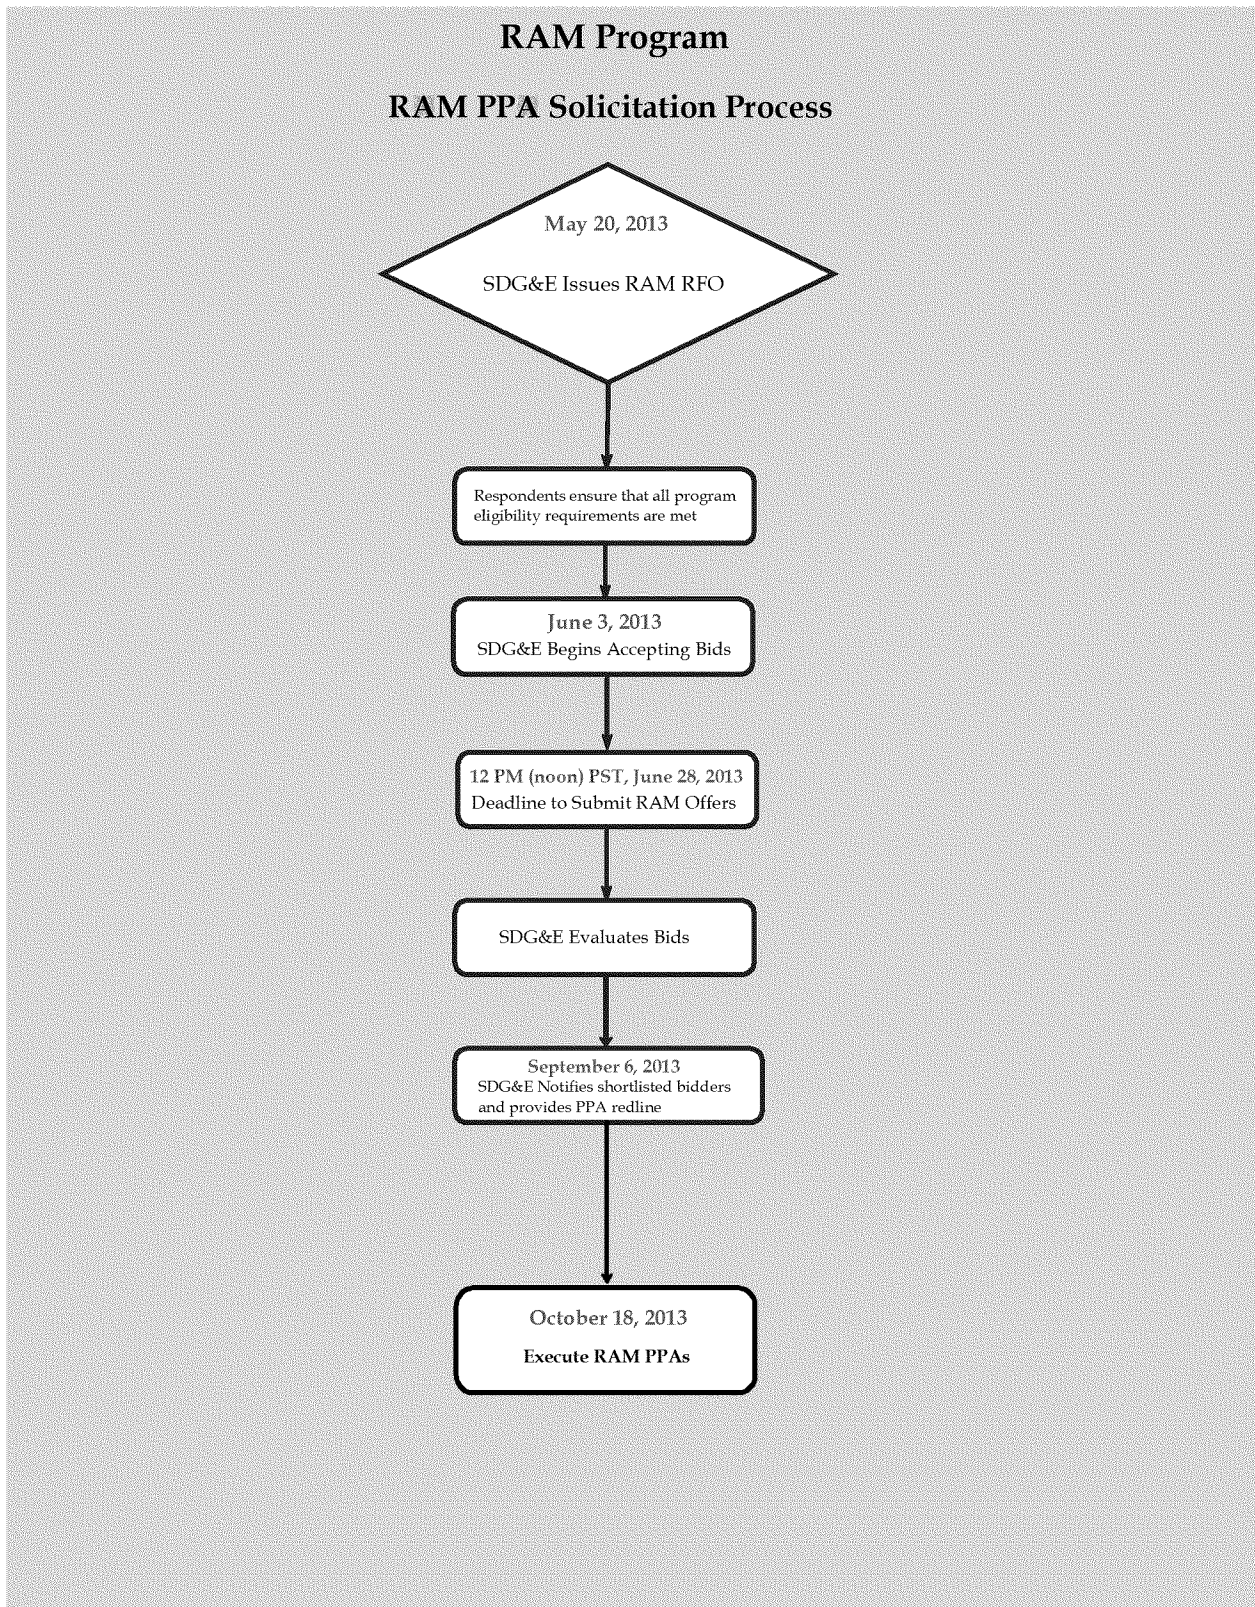 RAM Program
RAM PPA Solicitation Process
May 20, 2013
SDG&E Issues RAM RFO
Respondents ensure that all program
eligibility requirements are met
June 3, 2013
SDG&E Begins Accepting Bids
12 PM (noon) PST, June 28, 2013
Deadline to Submit RAM Offers
SDG&E Evaluates Bids
September 6, 2013
SDG&E Notifies shortlisted bidders
and provides PPA redline
October 18, 2013
Execute RAM PPAs